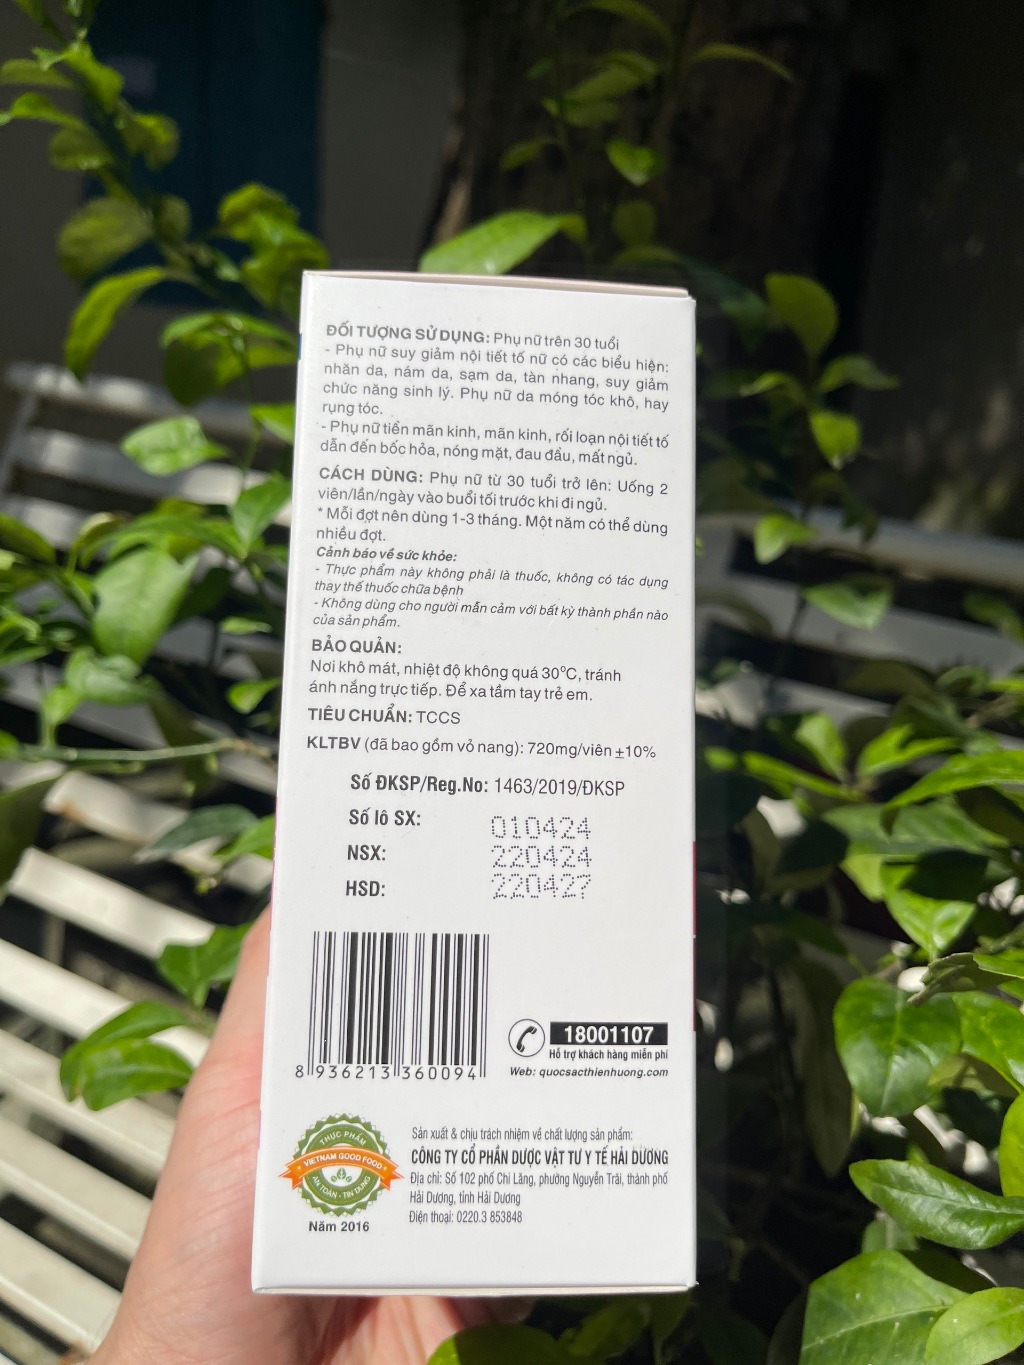 ĐỐI TƯỢNG SỬ DỤNG: Phụ nữ trên 30 tuổi
- Phụ nữ suy giảm nội tiết tố nữ có các biểu hiện:
nhăn da, nám da, sạm da, tàn nhang, suy giảm
chức năng sinh lý. Phụ nữ da móng tóc khô, hay
rụng tóc.
- Phụ nữ tiền mãn kinh, mãn kinh, rối loạn nội tiết tố
dẫn đến bốc hỏa, nóng mặt, đau đầu, mất ngủ.
CÁCH DÙNG: Phụ nữ từ 30 tuổi trở lên: Uống 2
viên/lần/ngày vào buổi tối trước khi đi ngủ.
* Mỗi đợt nên dùng 1-3 tháng. Một năm có thể dùng
nhiều đợt.
Cảnh báo về sức khỏe:
- Thực phẩm này không phải là thuốc, không có tác dụng
thay thế thuốc chữa bệnh
- Không dùng cho người mẫn cảm với bất kỳ thành phần nào
của sản phẩm.
BẢO QUẢN:
Nơi khô mát, nhiệt độ không quá 30°C, tránh
ánh nắng trực tiếp. Để xa tầm tay trẻ em.
TIÊU CHUẨN: TCCS
KLTBV (đã bao gồm vỏ nang): 720mg/viên ±10%
Số ĐKSP/Reg.No: 1463/2019/ĐKSP
Số lô SX: 010424
NSX: 220424
HSD: 220427
8 936213 360094
18001107
Hỗ trợ khách hàng miễn phí
Web: quocsacthienhuong.com
THỰC PHẨM
VIETNAM GOOD FOOD
AN TOÀN - TIN DÙNG
Năm 2016
Sản xuất & chịu trách nhiệm về chất lượng sản phẩm:
CÔNG TY CỔ PHẦN DƯỢC VẬT TƯ Y TẾ HẢI DƯƠNG
Địa chỉ: Số 102 phố Chi Lăng, phường Nguyễn Trãi, thành phố
Hải Dương, tỉnh Hải Dương
Điện thoại: 0220.3 853848